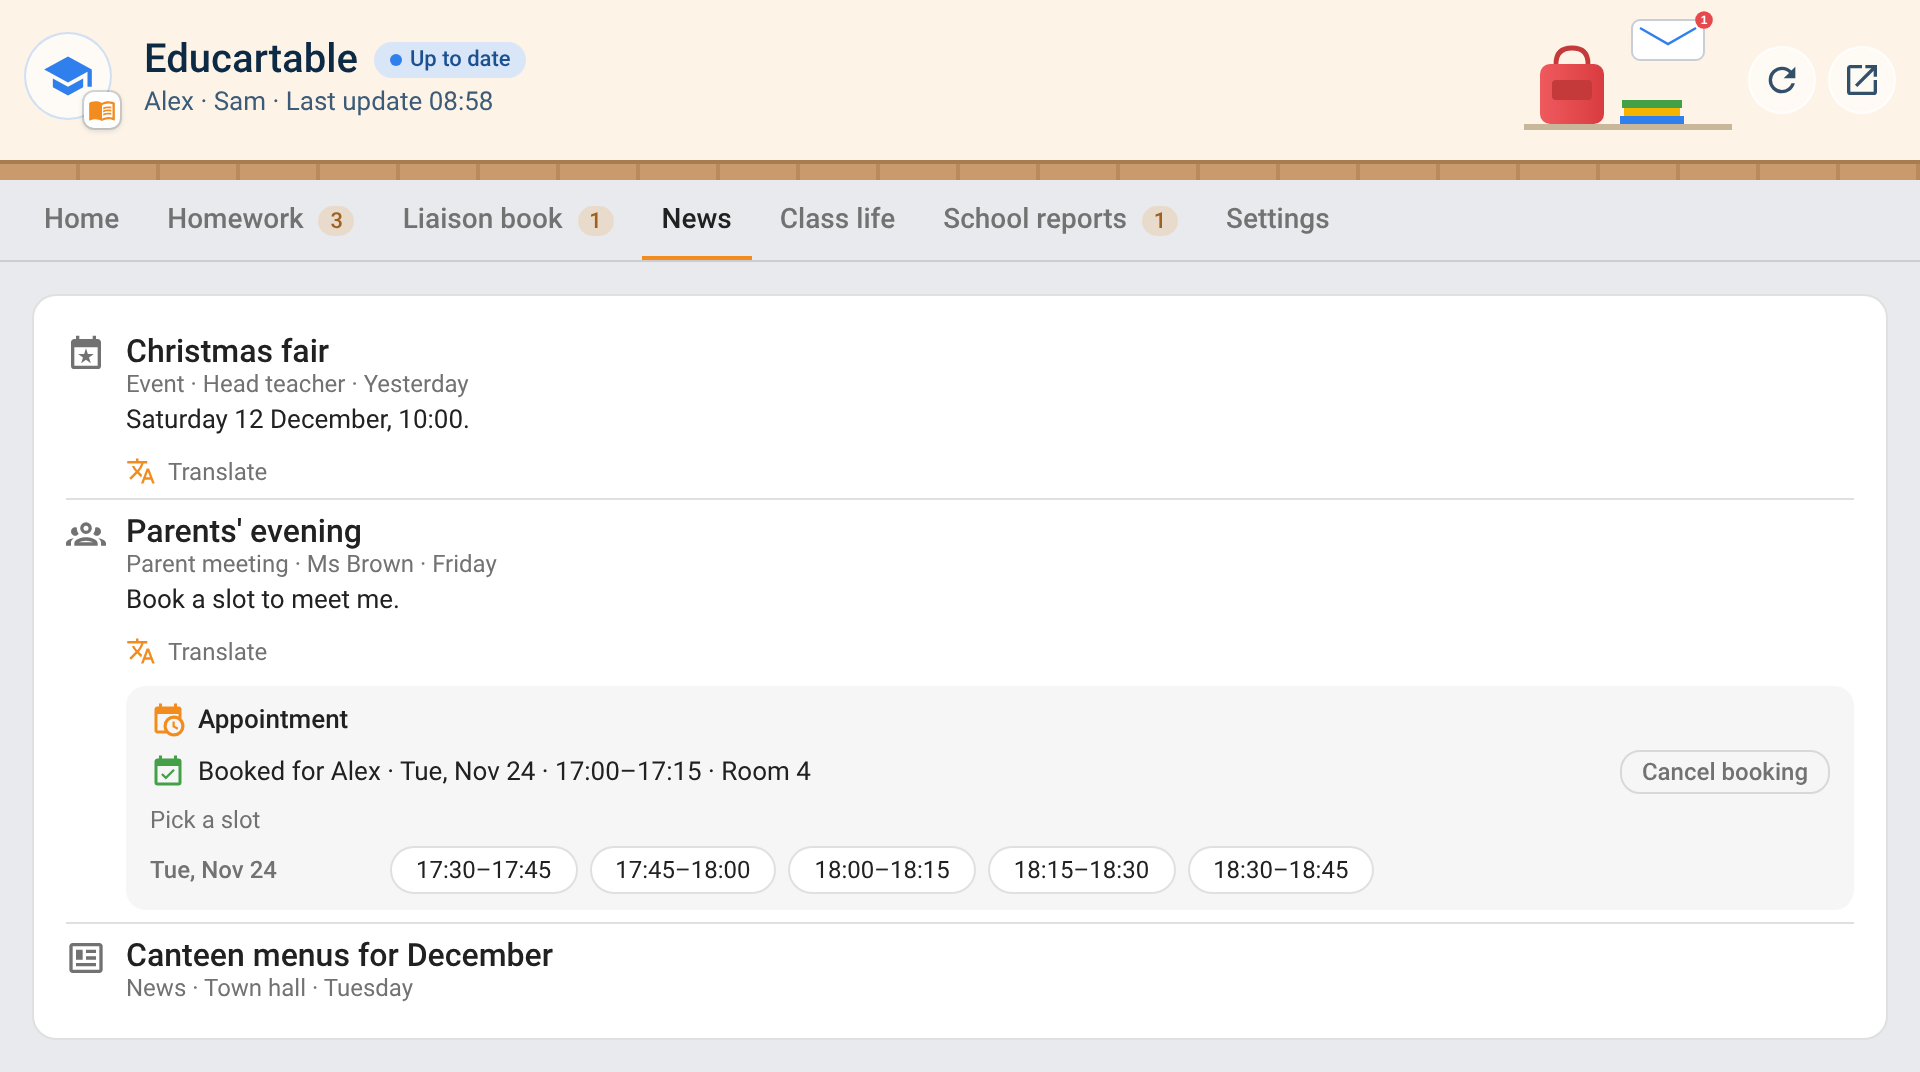 Educartable
Up to date
Alex · Sam · Last update 08:58
1
Home
Homework 3
Liaison book 1
News
Class life
School reports 1
Settings
Christmas fair
Event · Head teacher · Yesterday
Saturday 12 December, 10:00.
Translate
Parents' evening
Parent meeting · Ms Brown · Friday
Book a slot to meet me.
Translate
Appointment
Booked for Alex · Tue, Nov 24 · 17:00–17:15 · Room 4
Cancel booking
Pick a slot
Tue, Nov 24
17:30–17:45
17:45–18:00
18:00–18:15
18:15–18:30
18:30–18:45
Canteen menus for December
News · Town hall · Tuesday